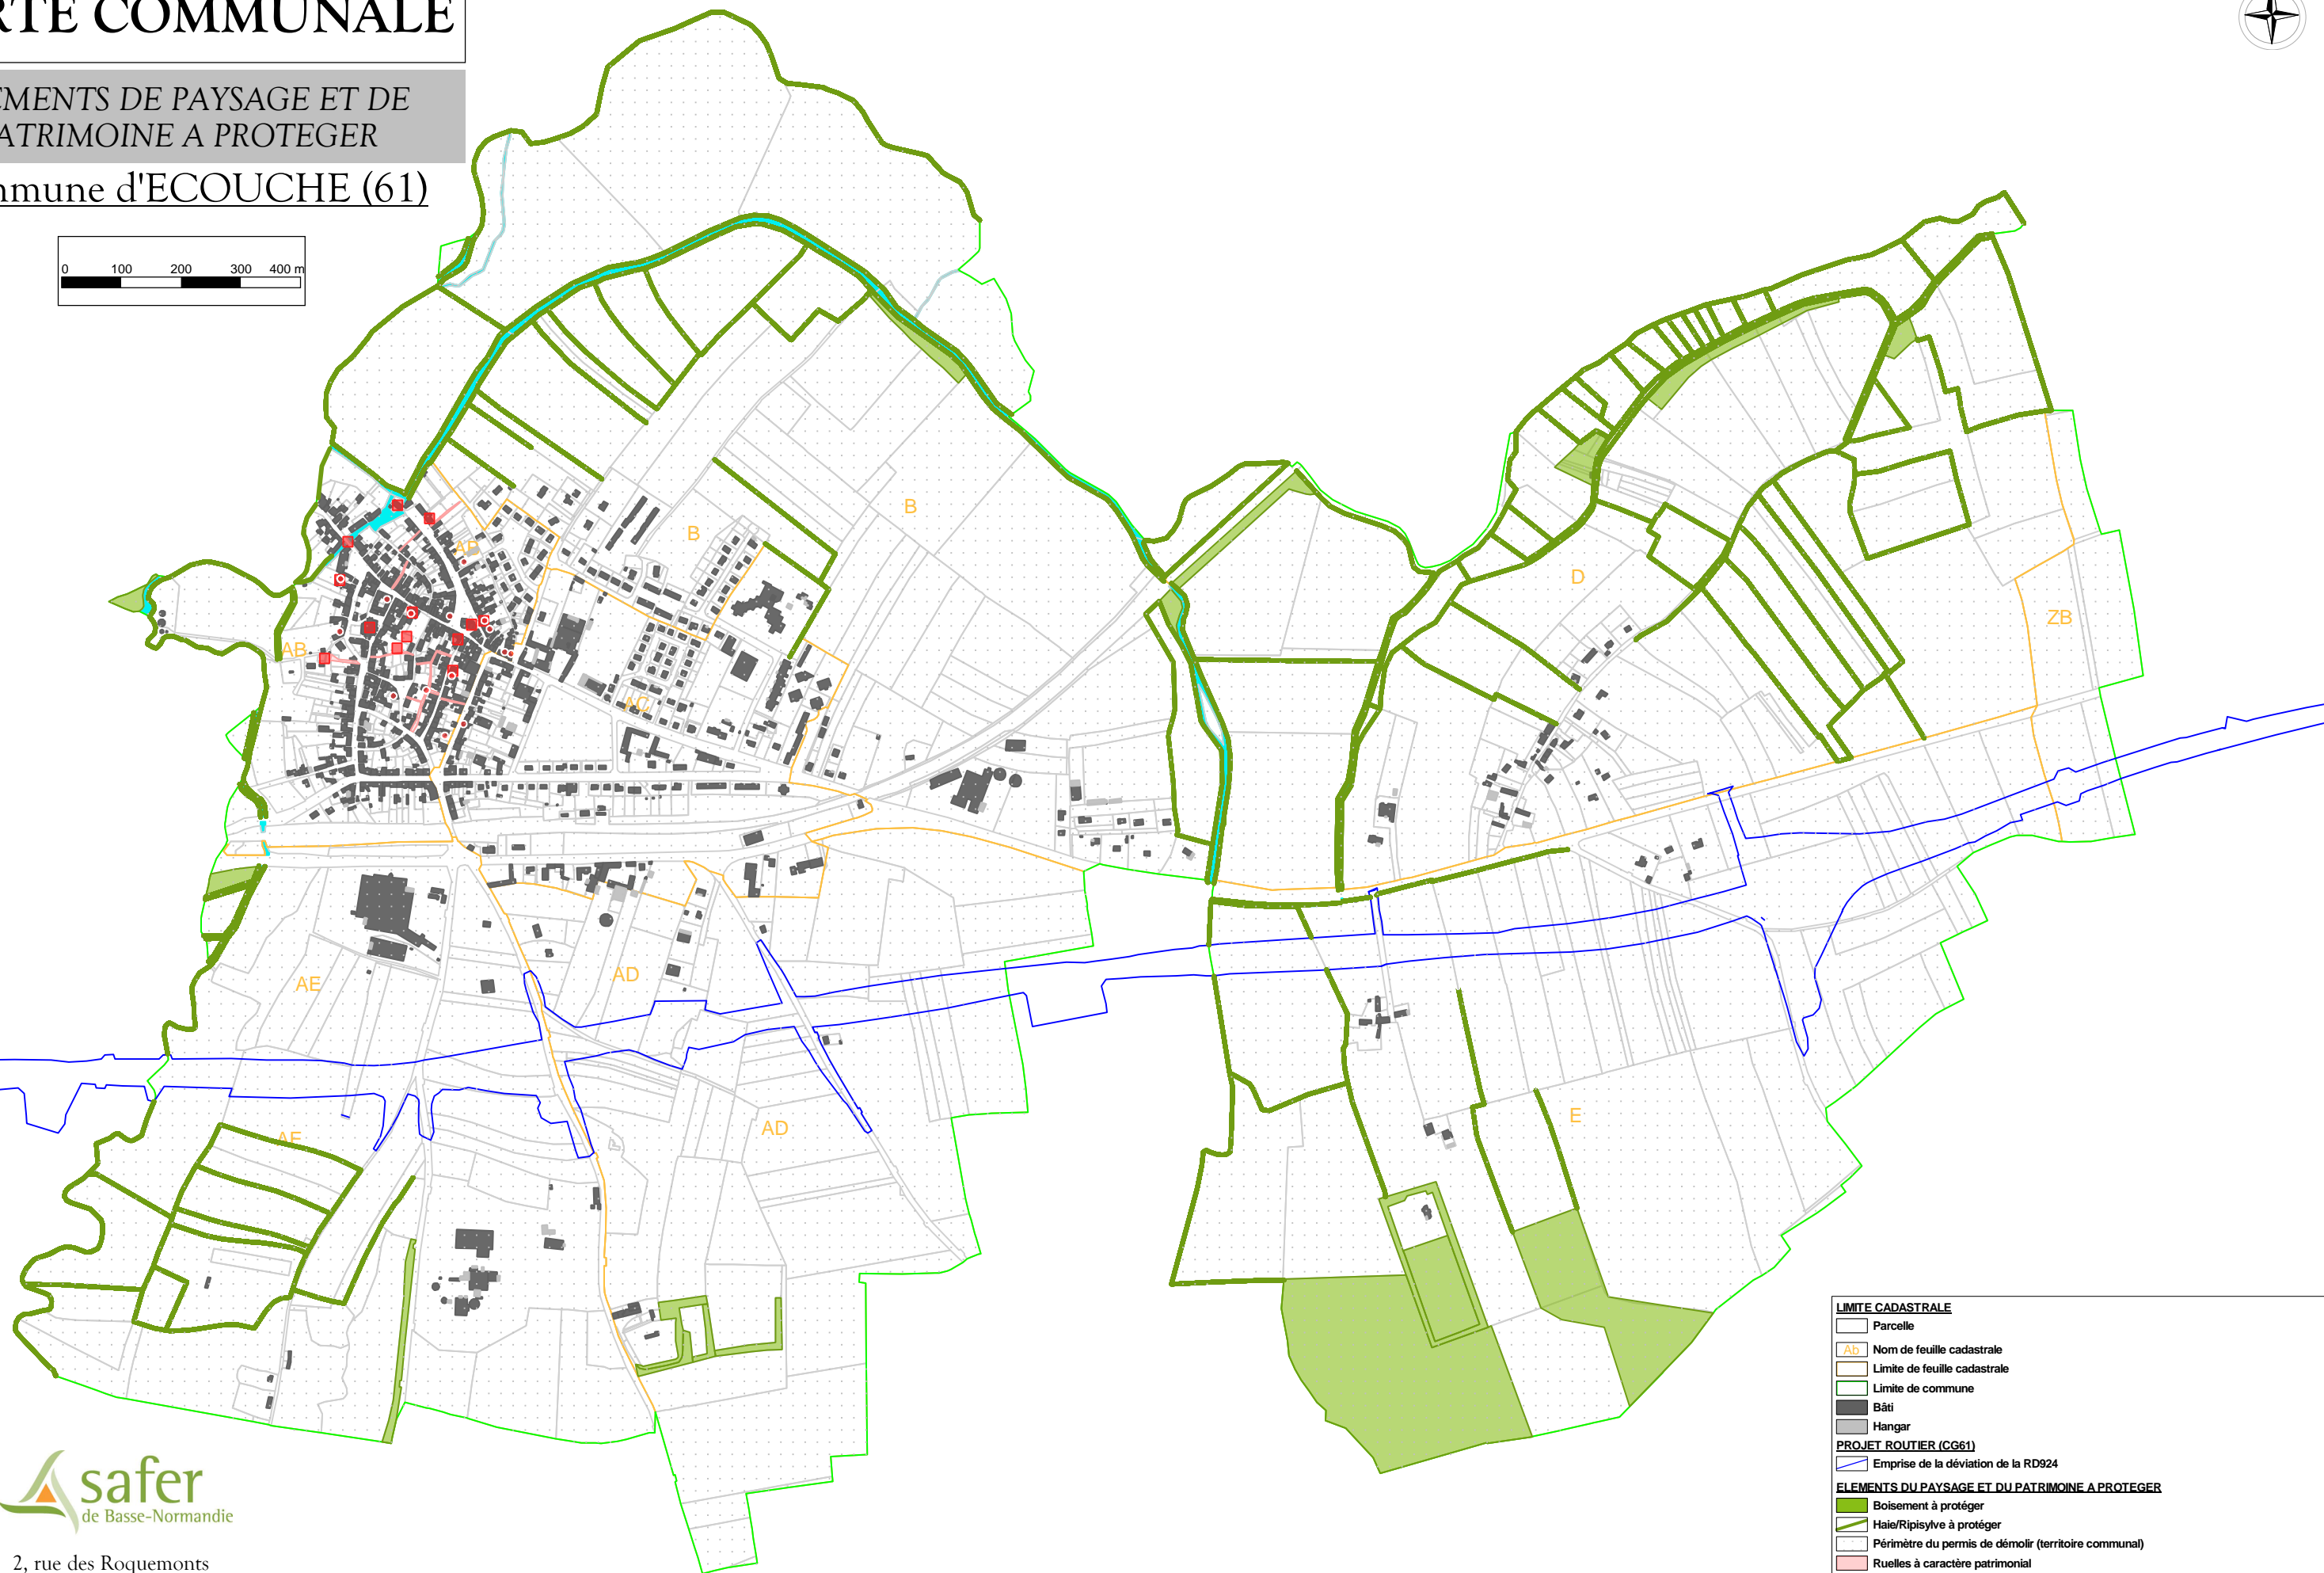 RTE COMMUNALE
EMENTS DE PAYSAGE ET DE
ATRIMOINE A PROTEGER
mmune d'ECOUCHE (61)
0 100 200 300 400 m
B
B
AB
D
ZB
AB
AC
AE
AD
AD
E
AE
LIMITE CADASTRALE
Parcelle
Ab Nom de feuille cadastrale
Limite de feuille cadastrale
Limite de commune
Bâti
Hangar
PROJET ROUTIER (CG61)
Emprise de la déviation de la RD924
ELEMENTS DU PAYSAGE ET DU PATRIMOINE A PROTEGER
Boisement à protéger
Haie/Ripisylve à protéger
Périmètre du permis de démolir (territoire communal)
Ruelles à caractère patrimonial
safer
de Basse-Normandie
2, rue des Roquemonts